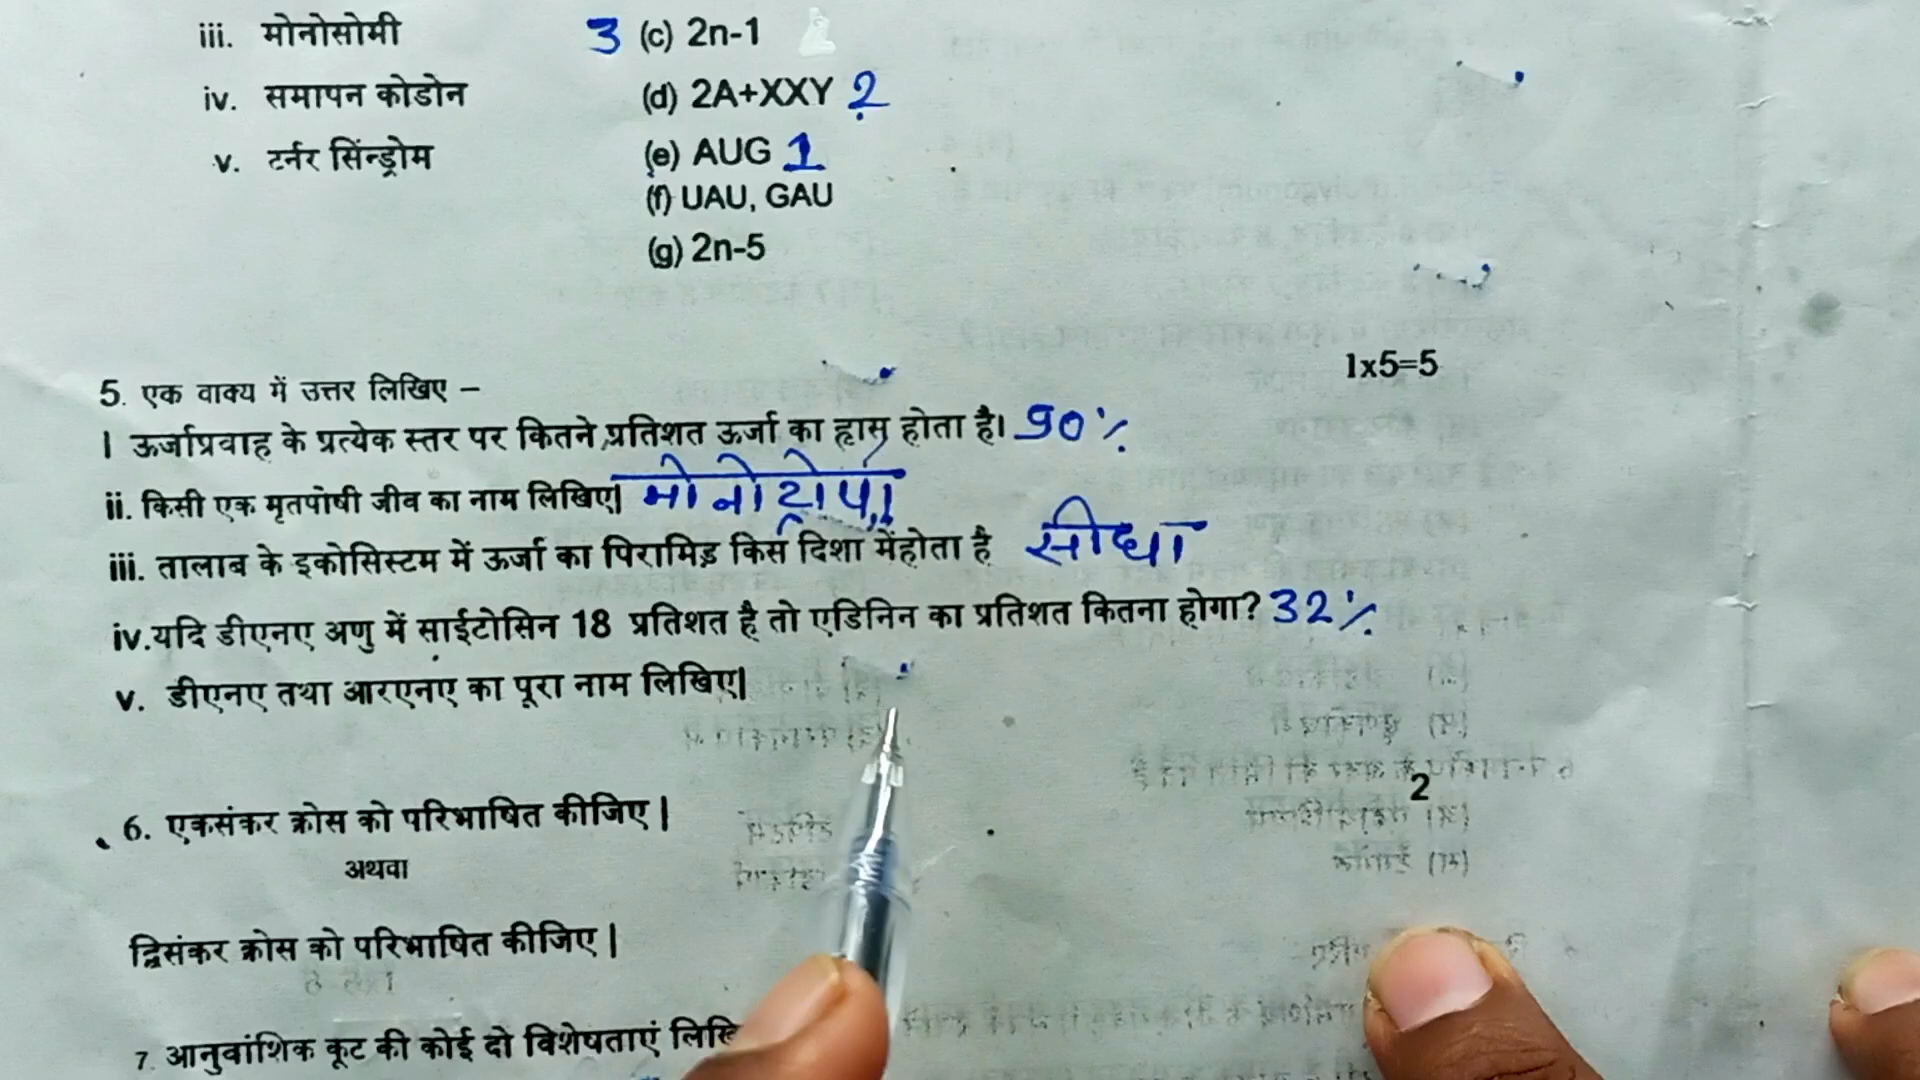 iii. मोनोसोमी 3 (c) 2n-1
iv. समापन कोडोन (d) 2A+XXY 2
v. टर्नर सिंन्ड्रोम (e) AUG 1
(f) UAU, GAU
(g) 2n-5
1x5=5
5. एक वाक्य में उत्तर लिखिए –
I ऊर्जाप्रवाह के प्रत्येक स्तर पर कितने प्रतिशत ऊर्जा का ह्रास होता है। 90%
ii. किसी एक मृतपोषी जीव का नाम लिखिए| मोनोट्रोपा
iii. तालाब के इकोसिस्टम में ऊर्जा का पिरामिड़ किस दिशा मेंहोता है सीधा
iv.यदि डीएनए अणु में साईटोसिन 18 प्रतिशत है तो एडिनिन का प्रतिशत कितना होगा? 32%
v. डीएनए तथा आरएनए का पूरा नाम लिखिए|
2
6. एकसंकर क्रोस को परिभाषित कीजिए |
अथवा
द्विसंकर क्रोस को परिभाषित कीजिए |
7. आनुवांशिक कूट की कोई दो विशेषताएं